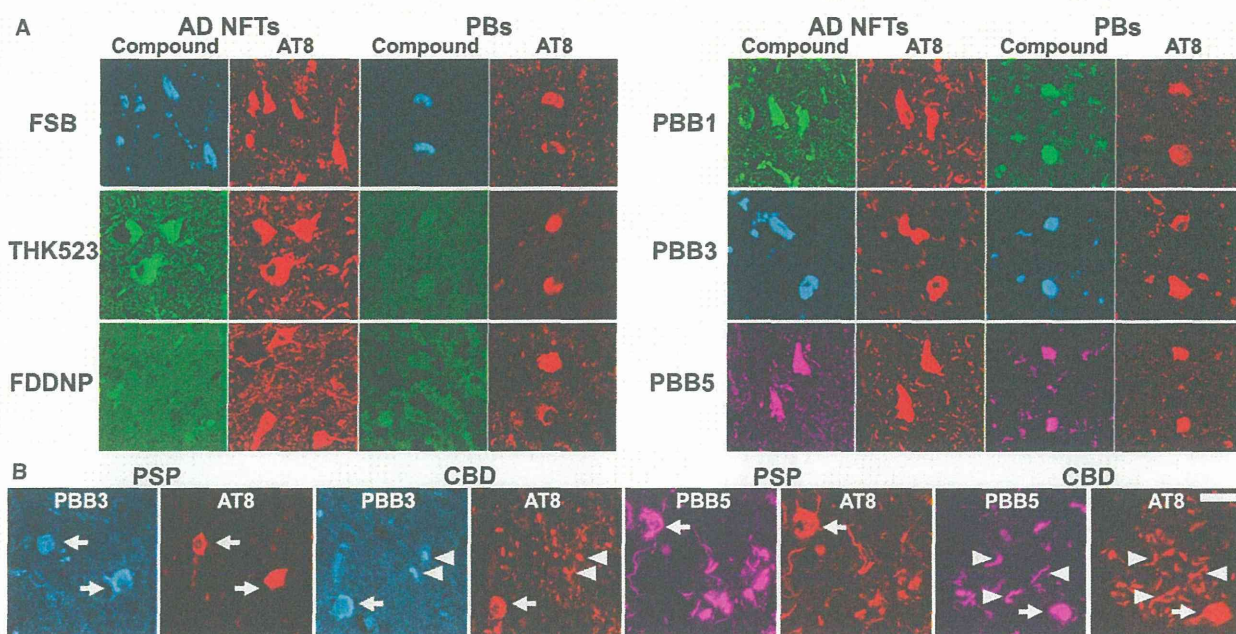 A AD NFTs PBs AD NFTs PBs
Compound AT8 Compound AT8 Compound AT8 Compound AT8
FSB PBB1
THK523 PBB3
FDDNP PBB5
B PSP CBD PSP CBD
PBB3 AT8 PBB3 AT8 PBB5 AT8 PBB5 AT8